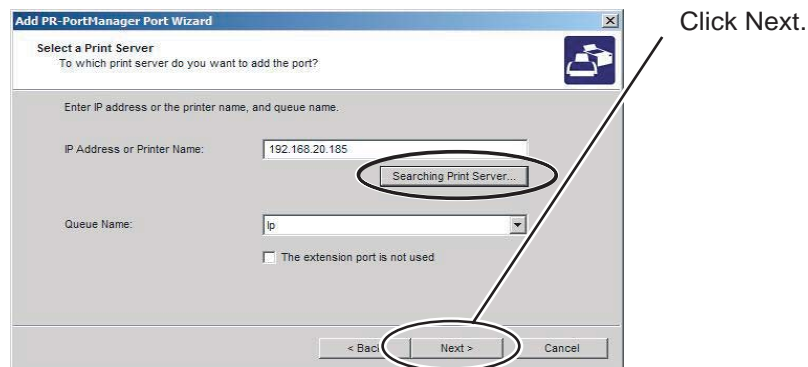 Add PR-PortManager Port Wizard
Click Next.
Select a Print Server
To which print server do you want to add the port?
Enter IP address or the printer name, and queue name.
IP Address or Printer Name:
192.168.20.185
Searching Print Server...
Queue Name:
lp
The extension port is not used
< Back
Next >
Cancel